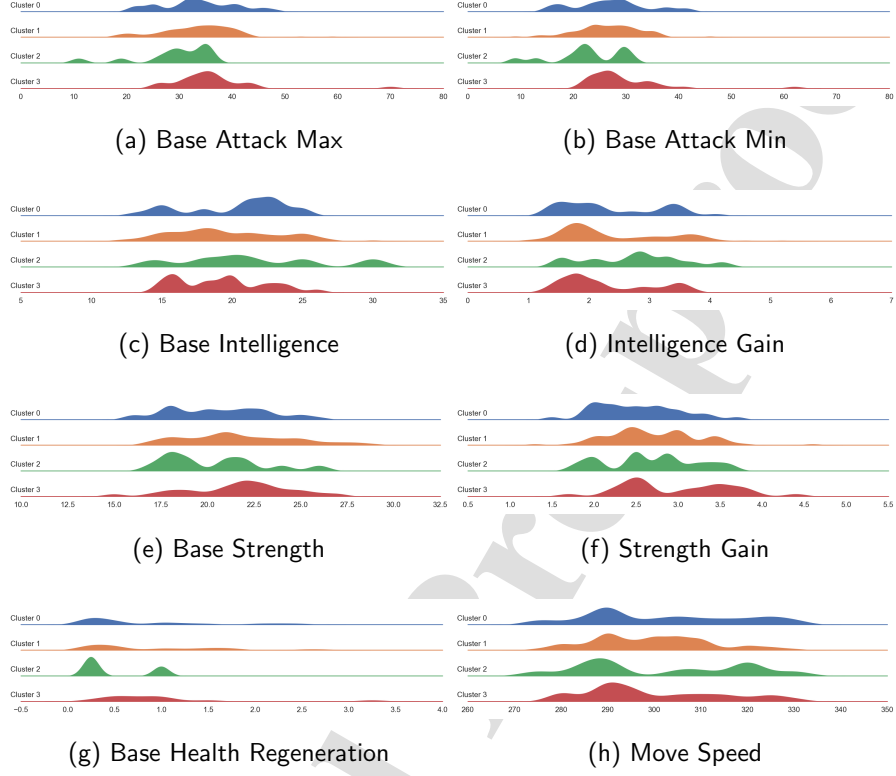 Cluster 0 Cluster 0
Cluster 1 Cluster 1
Cluster 2 Cluster 2
Cluster 3 Cluster 3
0 10 20 30 40 50 60 70 80 0 10 20 30 40 50 60 70 80
(a) Base Attack Max (b) Base Attack Min
Cluster 0 Cluster 0
Cluster 1 Cluster 1
Cluster 2 Cluster 2
Cluster 3 Cluster 3
5 10 15 20 25 30 35 0 1 2 3 4 5 6 7
(c) Base Intelligence (d) Intelligence Gain
Cluster 0 Cluster 0
Cluster 1 Cluster 1
Cluster 2 Cluster 2
Cluster 3 Cluster 3
10.0 12.5 15.0 17.5 20.0 22.5 25.0 27.5 30.0 32.5 0.5 1.0 1.5 2.0 2.5 3.0 3.5 4.0 4.5 5.0 5.5
(e) Base Strength (f) Strength Gain
Cluster 0 Cluster 0
Cluster 1 Cluster 1
Cluster 2 Cluster 2
Cluster 3 Cluster 3
−0.5 0.0 0.5 1.0 1.5 2.0 2.5 3.0 3.5 4.0 260 270 280 290 300 310 320 330 340 350
(g) Base Health Regeneration (h) Move Speed